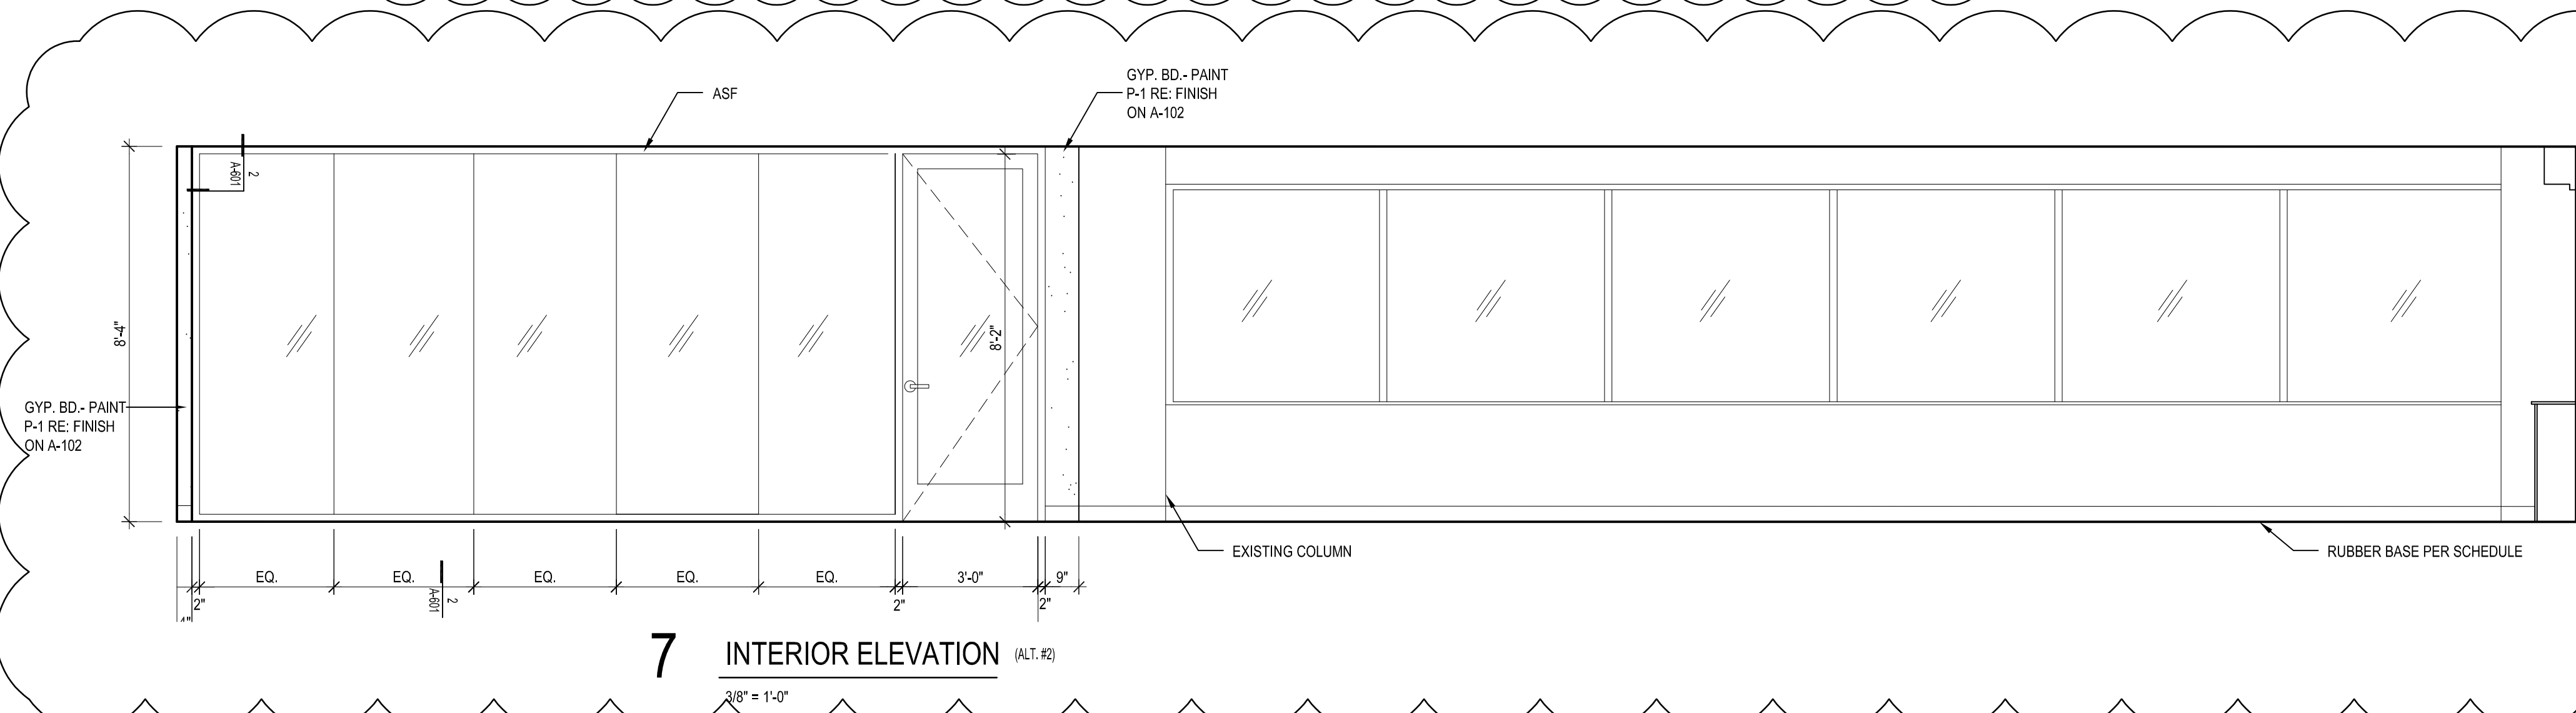 ASF
GYP. BD.- PAINT
P-1 RE: FINISH
ON A-102
2
A-601
8'-4"
8'-2"
GYP. BD.- PAINT
P-1 RE: FINISH
ON A-102
EXISTING COLUMN
RUBBER BASE PER SCHEDULE
EQ.
EQ.
EQ.
EQ.
EQ.
3'-0"
9"
2"
2"
2"
4"
2
A-601
7 INTERIOR ELEVATION (ALT. #2)
3/8" = 1'-0"